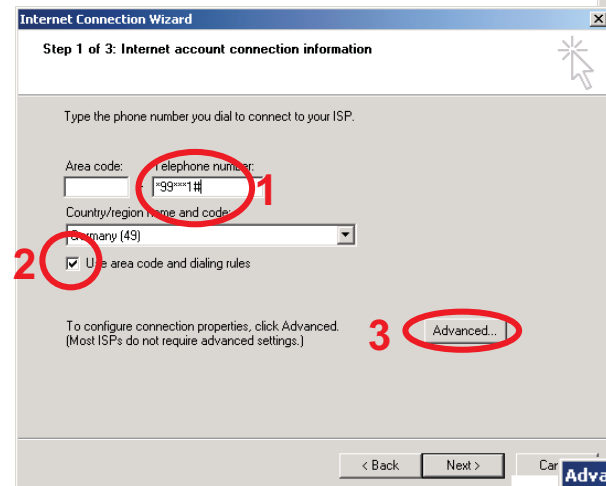 Internet Connection Wizard
Step 1 of 3: Internet account connection information
Type the phone number you dial to connect to your ISP.
Area code: Telephone number:
- *99***1# 1
Country/region name and code:
Germany (49)
2 Use area code and dialing rules
To configure connection properties, click Advanced.
(Most ISPs do not require advanced settings.)
3 Advanced...
< Back Next > Car
Adva